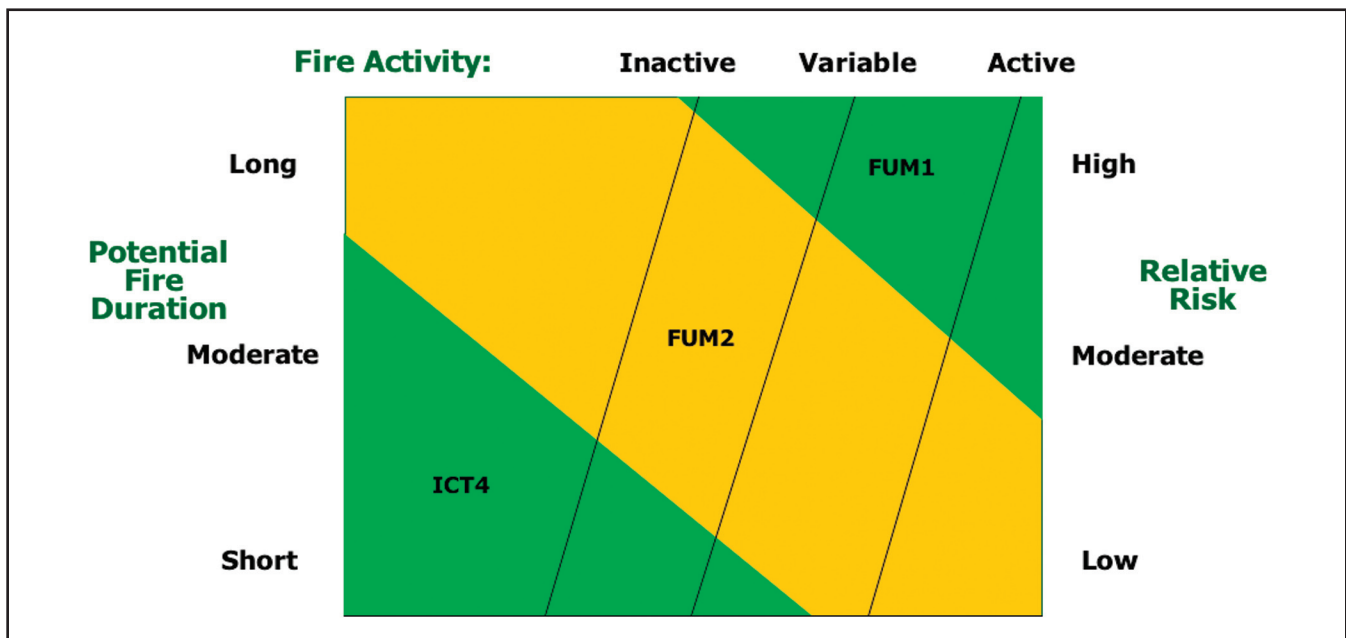 Fire Activity: Inactive Variable Active
Long FUM1 High
Potential
Fire
Duration
Relative
Risk
Moderate FUM2 Moderate
ICT4
Short Low